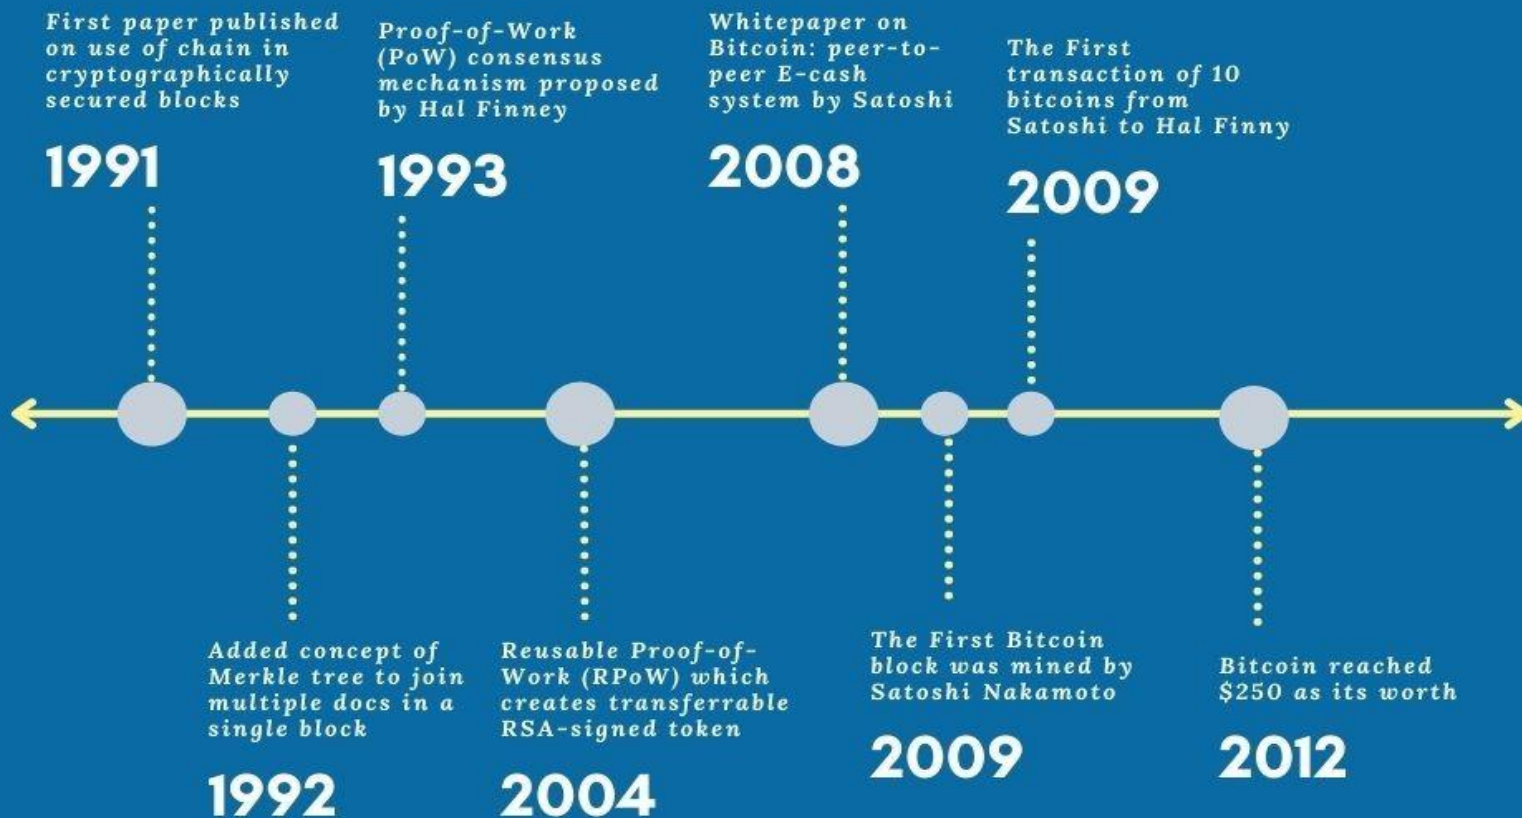 First paper published
on use of chain in
cryptographically
secured blocks
1991
Proof-of-Work
(PoW) consensus
mechanism proposed
by Hal Finney
1993
Whitepaper on
Bitcoin: peer-to-
peer E-cash
system by Satoshi
2008
The First
transaction of 10
bitcoins from
Satoshi to Hal Finny
2009
Added concept of
Merkle tree to join
multiple docs in a
single block
1992
Reusable Proof-of-
Work (RPoW) which
creates transferrable
RSA-signed token
2004
The First Bitcoin
block was mined by
Satoshi Nakamoto
2009
Bitcoin reached
$250 as its worth
2012